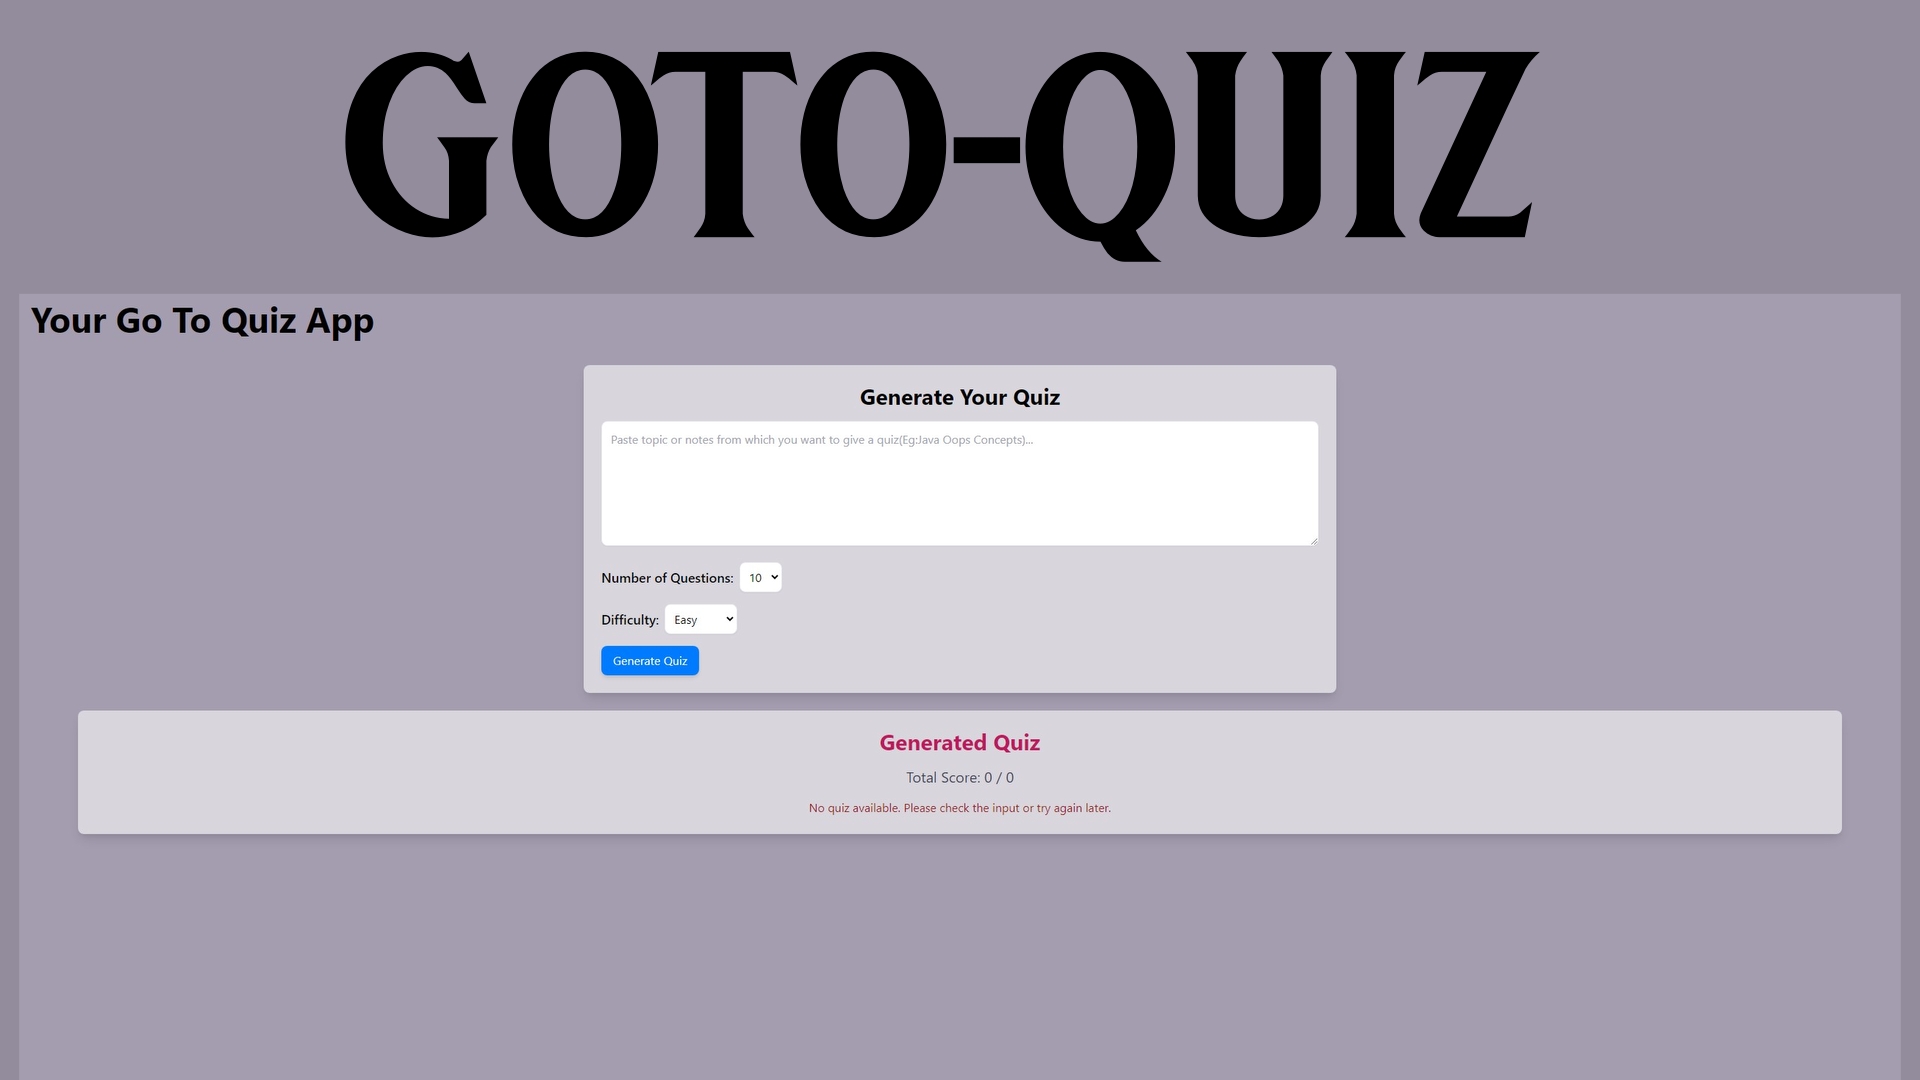 GOTO-QUIZ
Your Go To Quiz App
Generate Your Quiz
Paste topic or notes from which you want to give a quiz(Eg:Java Oops Concepts)...
Number of Questions: 10
Difficulty: Easy
Generate Quiz
Generated Quiz
Total Score: 0 / 0
No quiz available. Please check the input or try again later.